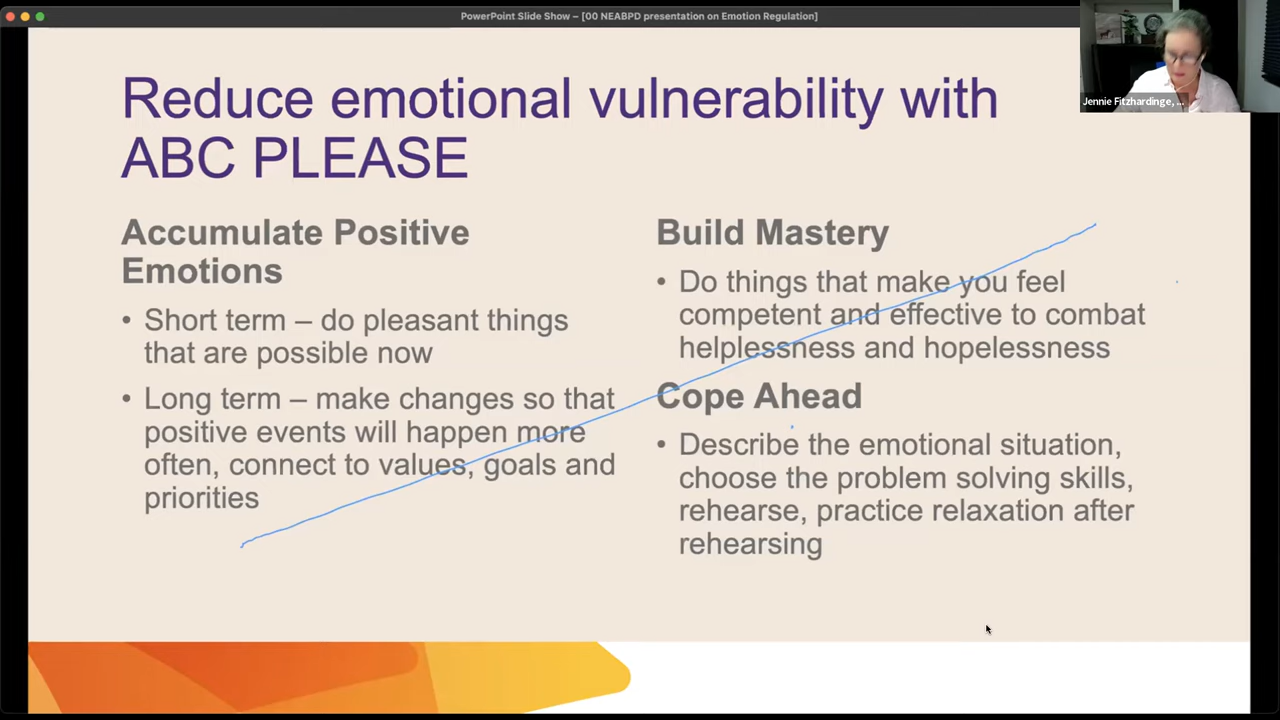 PowerPoint Slide Show – [00 NEABPD presentation on Emotion Regulation]
Jennie Fitzhardinge, ...
Reduce emotional vulnerability with
ABC PLEASE
Accumulate Positive
Emotions
• Short term – do pleasant things
that are possible now
• Long term – make changes so that
positive events will happen more
often, connect to values, goals and
priorities
Build Mastery
• Do things that make you feel
competent and effective to combat
helplessness and hopelessness
Cope Ahead
• Describe the emotional situation,
choose the problem solving skills,
rehearse, practice relaxation after
rehearsing